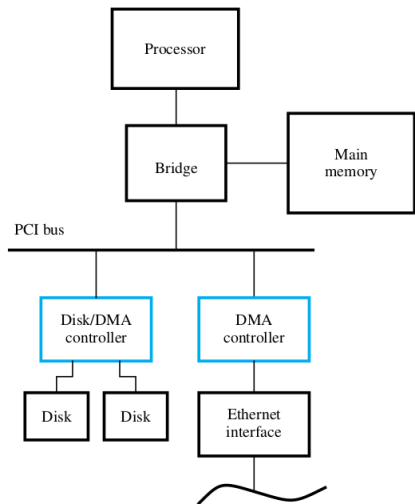 Processor
Bridge
Main
memory
PCI bus
Disk/DMA
controller
DMA
controller
Disk
Disk
Ethernet
interface